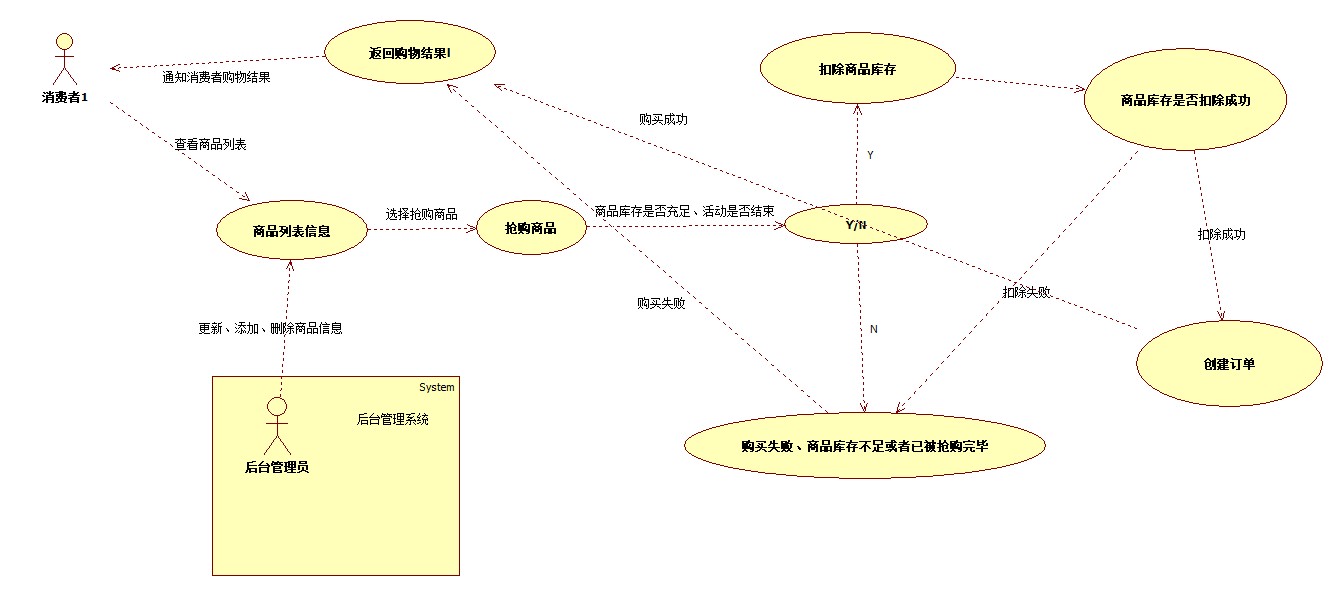 返回购物结果I
扣除商品库存
商品库存是否扣除成功
通知消费者购物结果
消费者1
购买成功
查看商品列表
Y
选择抢购商品
商品库存是否充足、活动是否结束
商品列表信息
抢购商品
Y/N
扣除成功
扣除失败
购买失败
更新、添加、删除商品信息
N
创建订单
System
后台管理系统
购买失败、商品库存不足或者已被抢购完毕
后台管理员